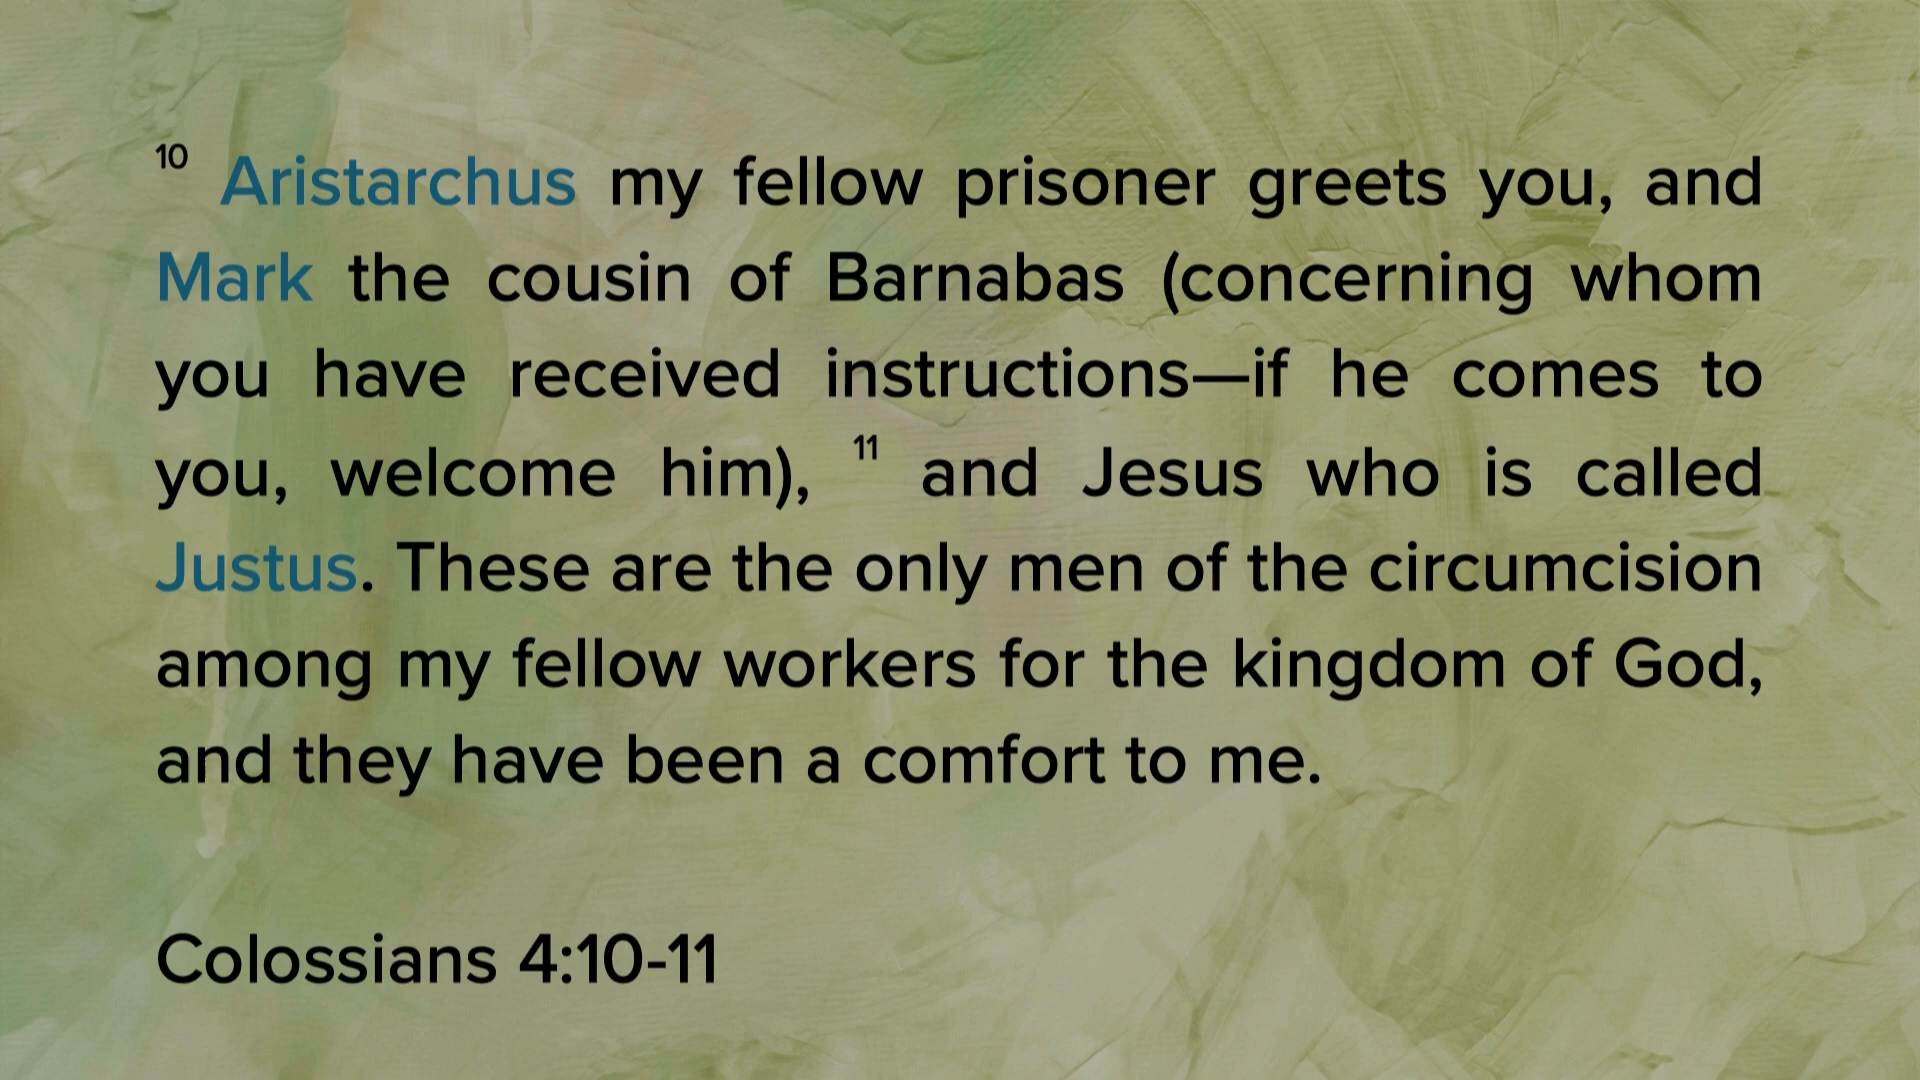 10 Aristarchus my fellow prisoner greets you, and
Mark the cousin of Barnabas (concerning whom
you have received instructions—if he comes to
you, welcome him), 11 and Jesus who is called
Justus. These are the only men of the circumcision
among my fellow workers for the kingdom of God,
and they have been a comfort to me.
Colossians 4:10-11